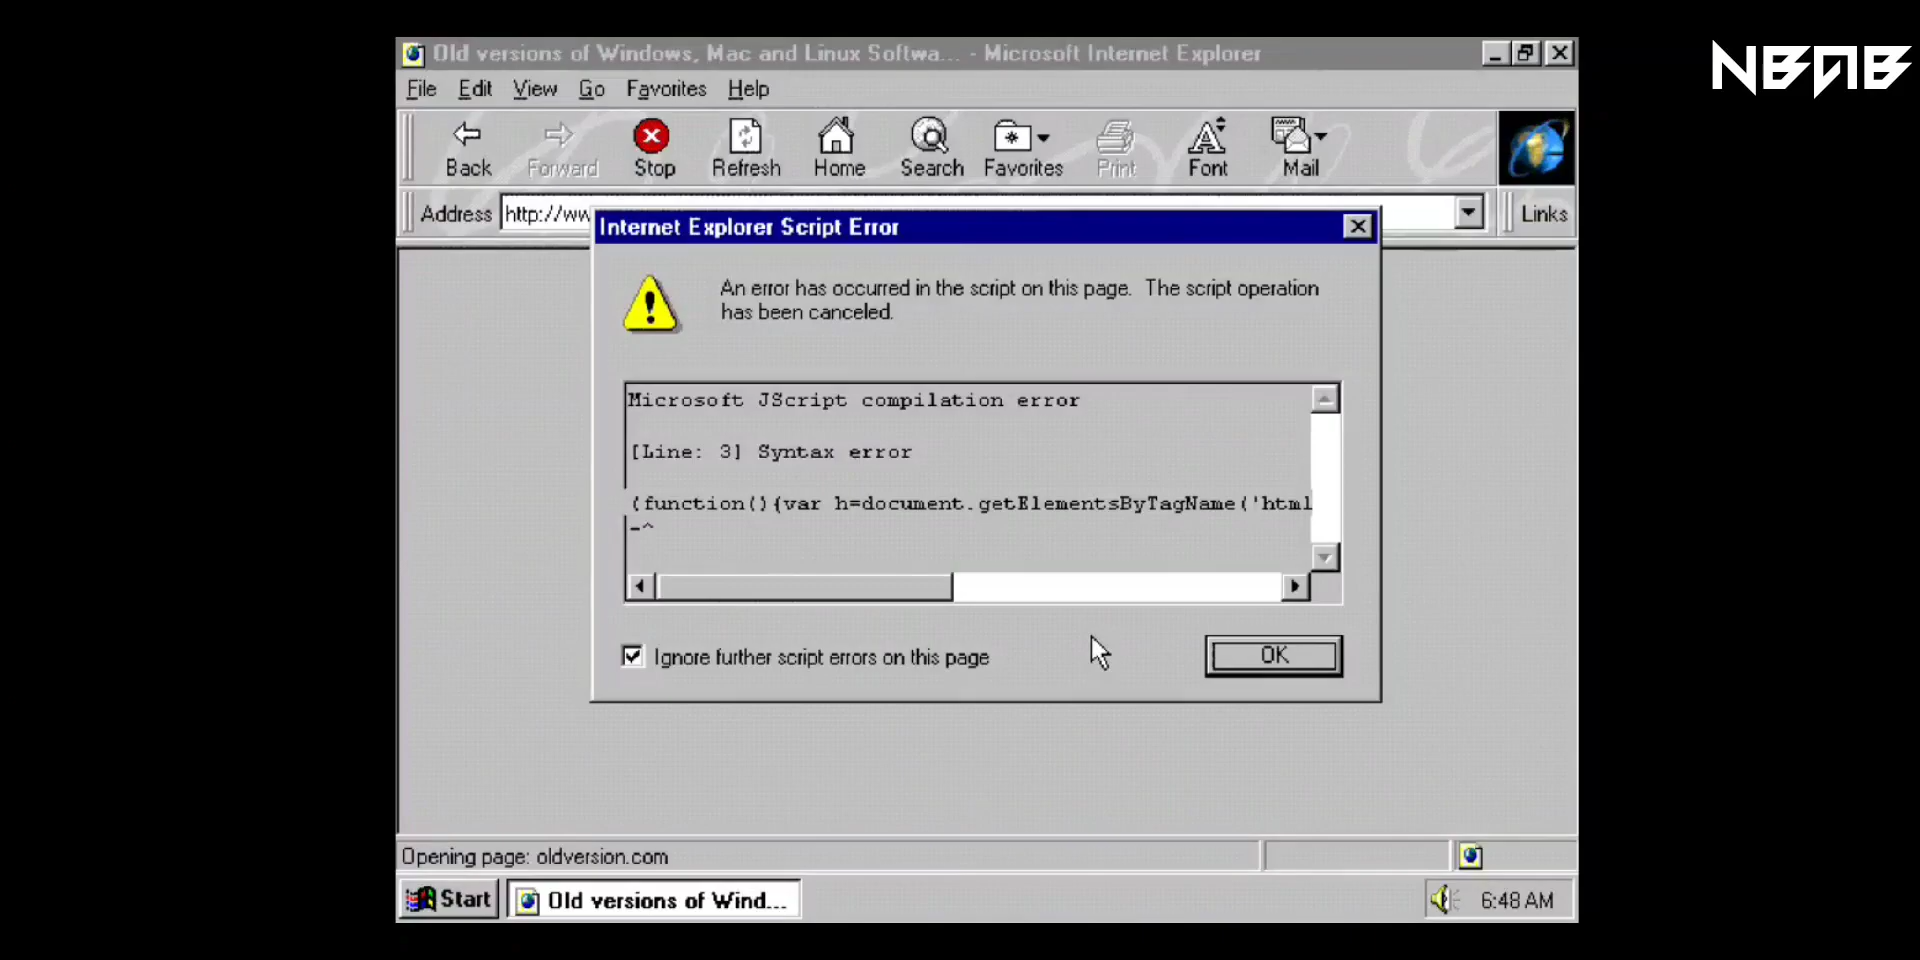 NBAB
Old versions of Windows, Mac and Linux Softwa... - Microsoft Internet Explorer
File Edit View Go Favorites Help
Back Forward Stop Refresh Home Search Favorites Print Font Mail
Address http://ww Links
Internet Explorer Script Error
An error has occurred in the script on this page. The script operation
has been canceled.
Microsoft JScript compilation error
[Line: 3] Syntax error
(function(){var h=document.getElementsByTagName('html
-^
Ignore further script errors on this page OK
Opening page: oldversion.com
Start Old versions of Wind... 6:48 AM